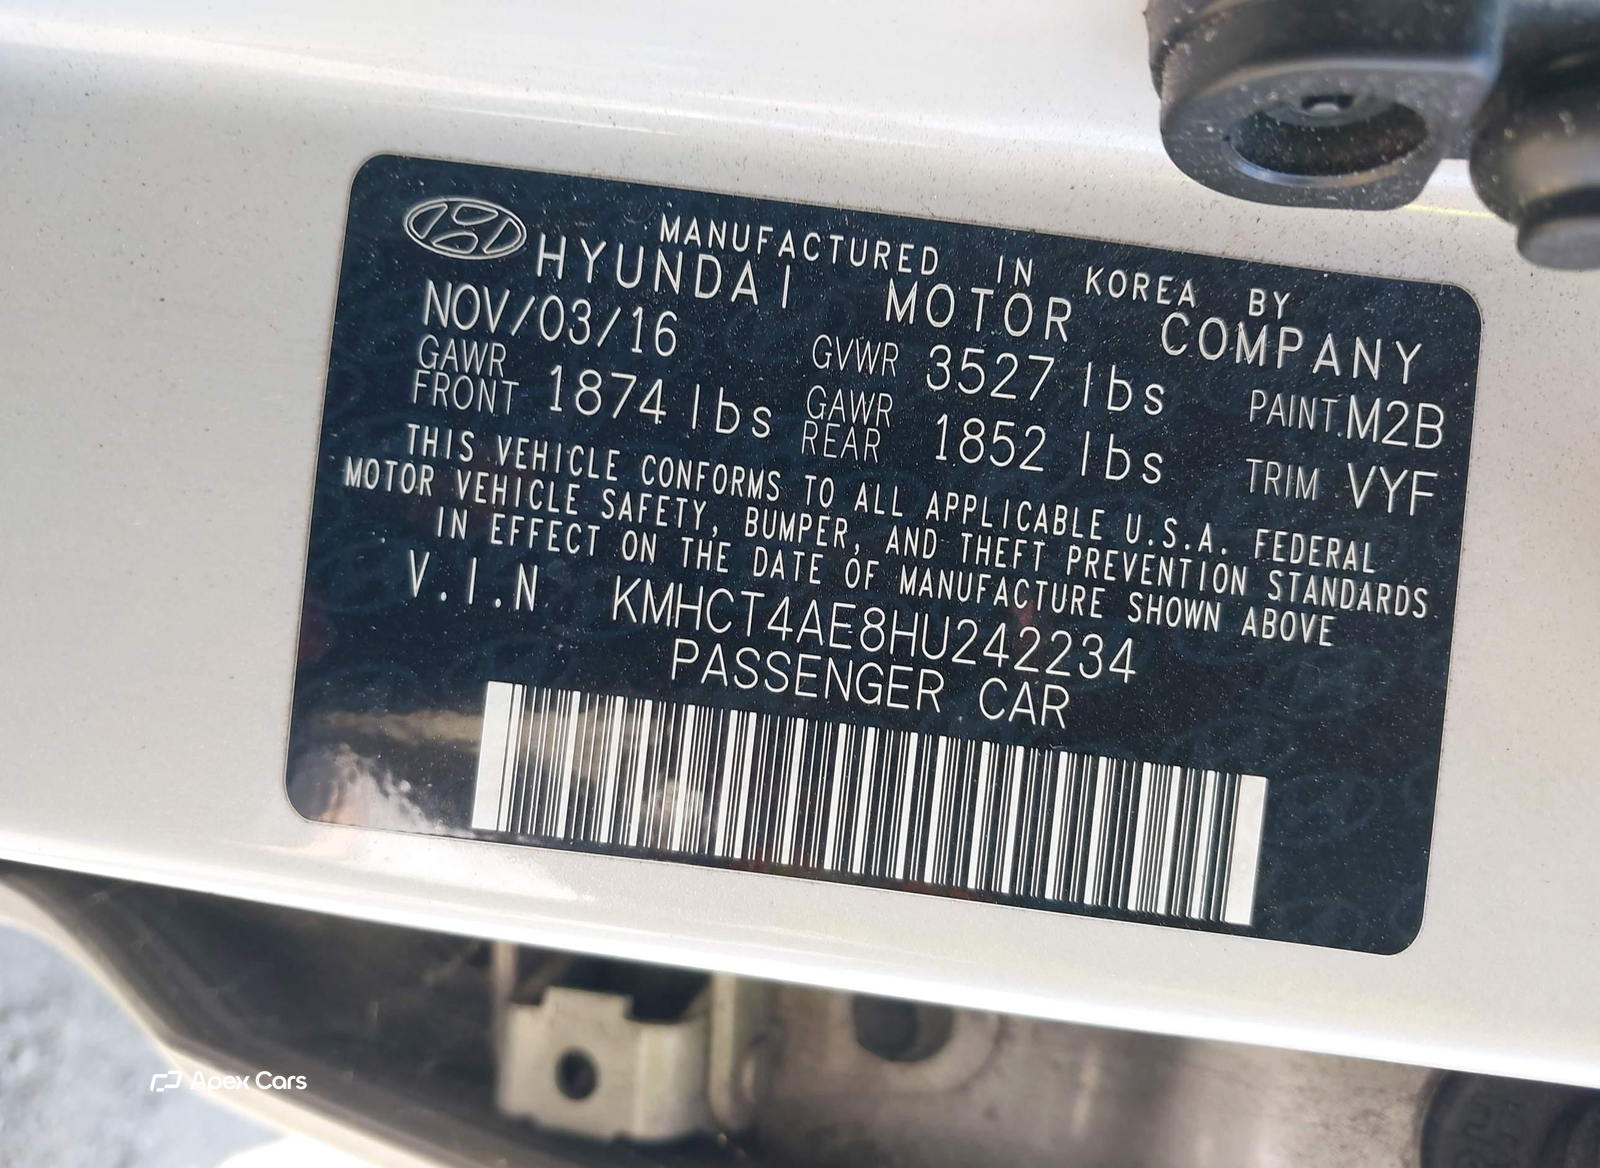 MANUFACTURED IN KOREA BY
HYUNDAI MOTOR COMPANY
NOV/03/16 GVWR 3527 lbs PAINT M2B
GAWR FRONT 1874 lbs GAWR REAR 1852 lbs TRIM VYF
THIS VEHICLE CONFORMS TO ALL APPLICABLE U.S.A. FEDERAL
MOTOR VEHICLE SAFETY, BUMPER, AND THEFT PREVENTION STANDARDS
IN EFFECT ON THE DATE OF MANUFACTURE SHOWN ABOVE
V.I.N KMHCT4AE8HU242234
PASSENGER CAR
Apex Cars